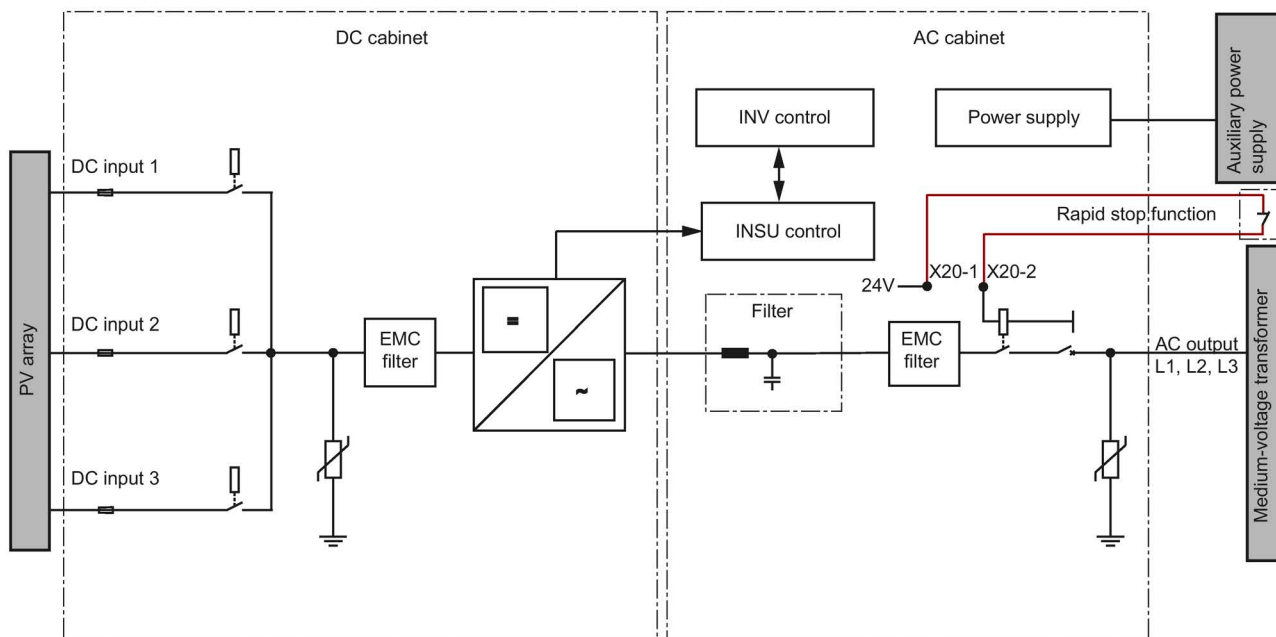 DC cabinet
AC cabinet
INV control
Power supply
Auxiliary power
supply
DC input 1
INSU control
Rapid stop function
24V
X20-1
X20-2
PV array
DC input 2
EMC
filter
≡
~
Filter
EMC
filter
AC output
L1, L2, L3
Medium-voltage transformer
DC input 3